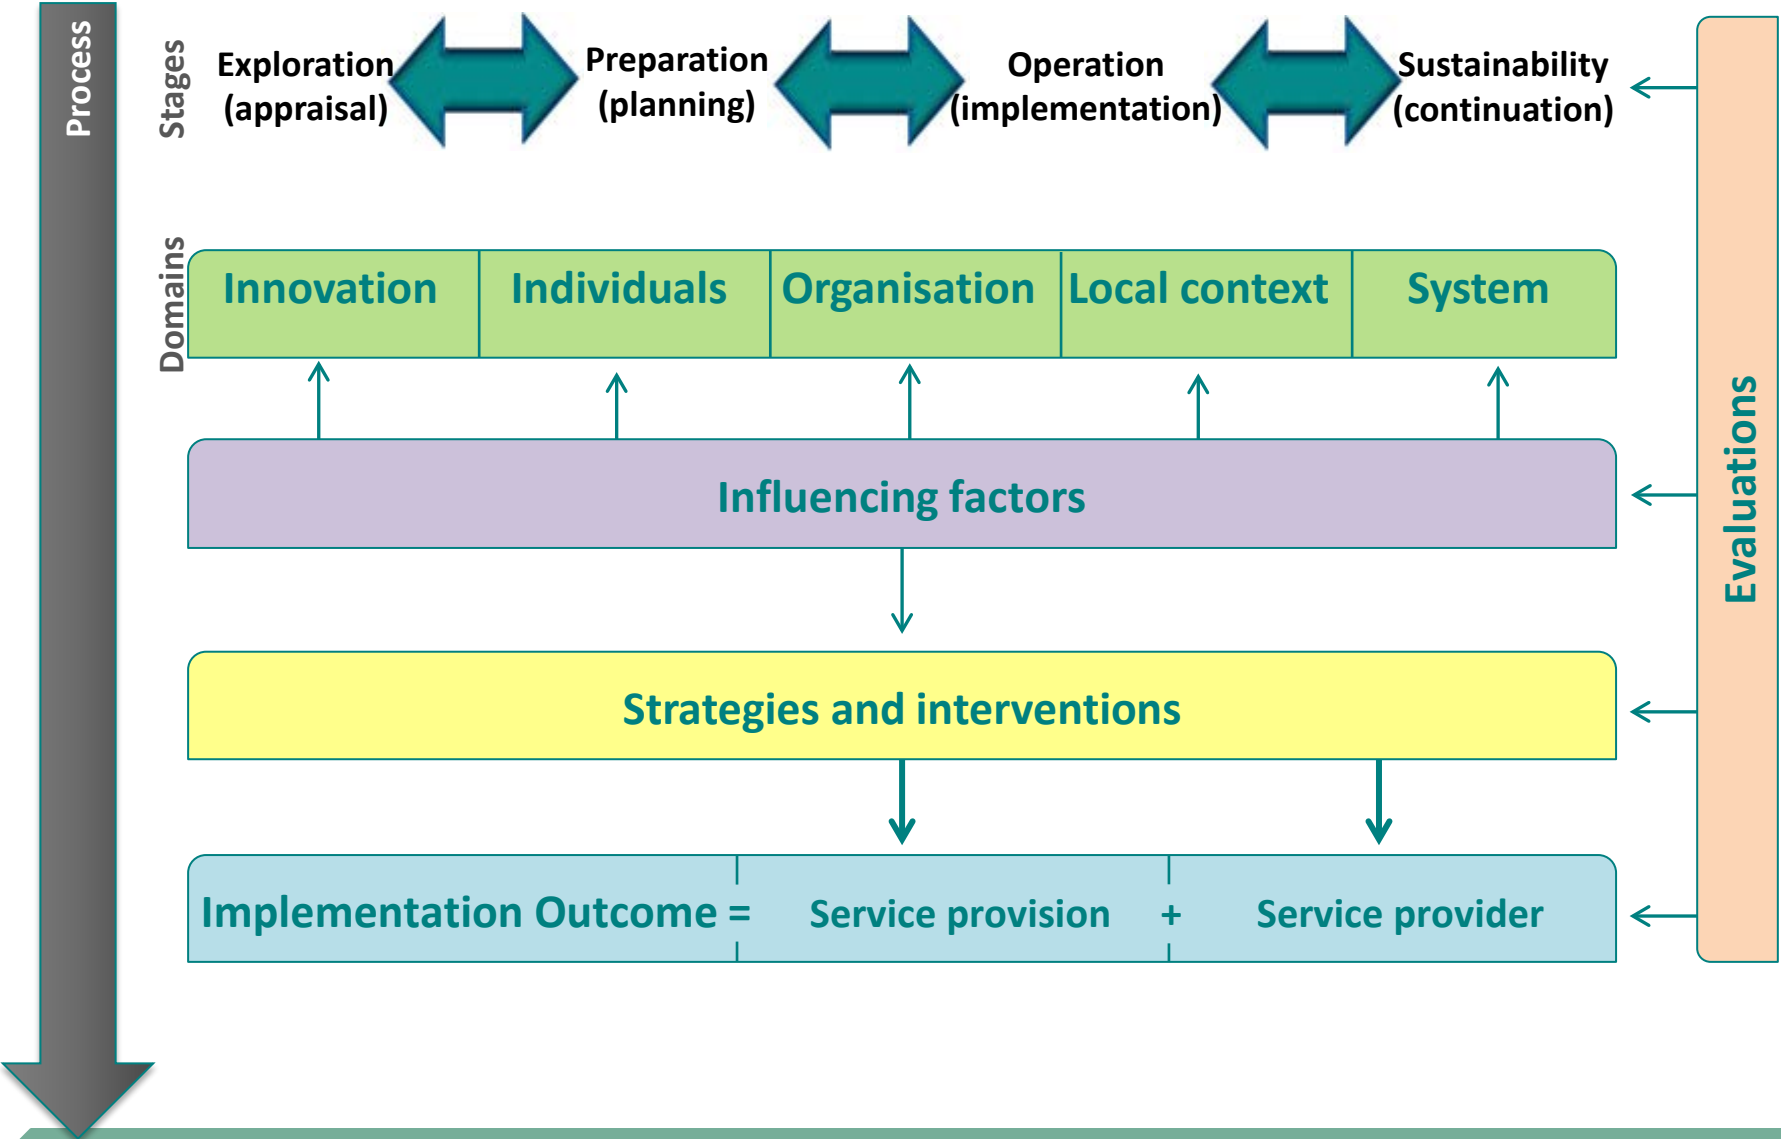 Process
Stages
Exploration
(appraisal)
Preparation
(planning)
Operation
(implementation)
Sustainability
(continuation)
Domains
Innovation
Individuals
Organisation
Local context
System
Influencing factors
Strategies and interventions
Implementation Outcome = Service provision + Service provider
Evaluations